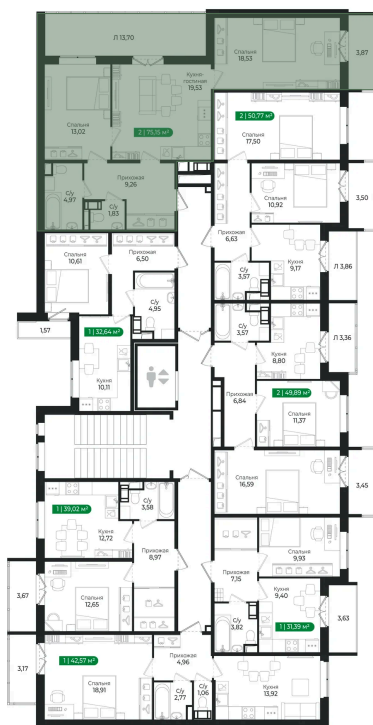 Л 13,70
Спальня
18,53
3,87
Кухня
гостиная
19,53
Спальня
13,02
2 | 75,15 м²
2 | 50,77 м²
Спальня
17,50
С/у
4,97
С/у
1,83
Прихожая
9,26
Спальня
10,92
3,50
Спальня
10,61
Прихожая
6,50
Прихожая
6,63
С/у
3,57
Кухня
9,17
Л 3,86
С/у
4,95
1,57
1 | 32,64 м²
Кухня
10,11
С/у
3,57
Кухня
8,80
Л 3,36
Прихожая
6,84
2 | 49,89 м²
Спальня
11,37
Спальня
16,59
3,45
1 | 39,02 м²
Кухня
12,72
С/у
3,58
Прихожая
8,97
Спальня
9,93
Прихожая
7,15
3,67
Спальня
12,65
Кухня
9,40
С/у
3,82
1 | 31,39 м²
3,63
3,17
1 | 42,57 м²
Спальня
18,91
Прихожая
4,96
С/у
2,77
С/у
1,06
Кухня
13,92